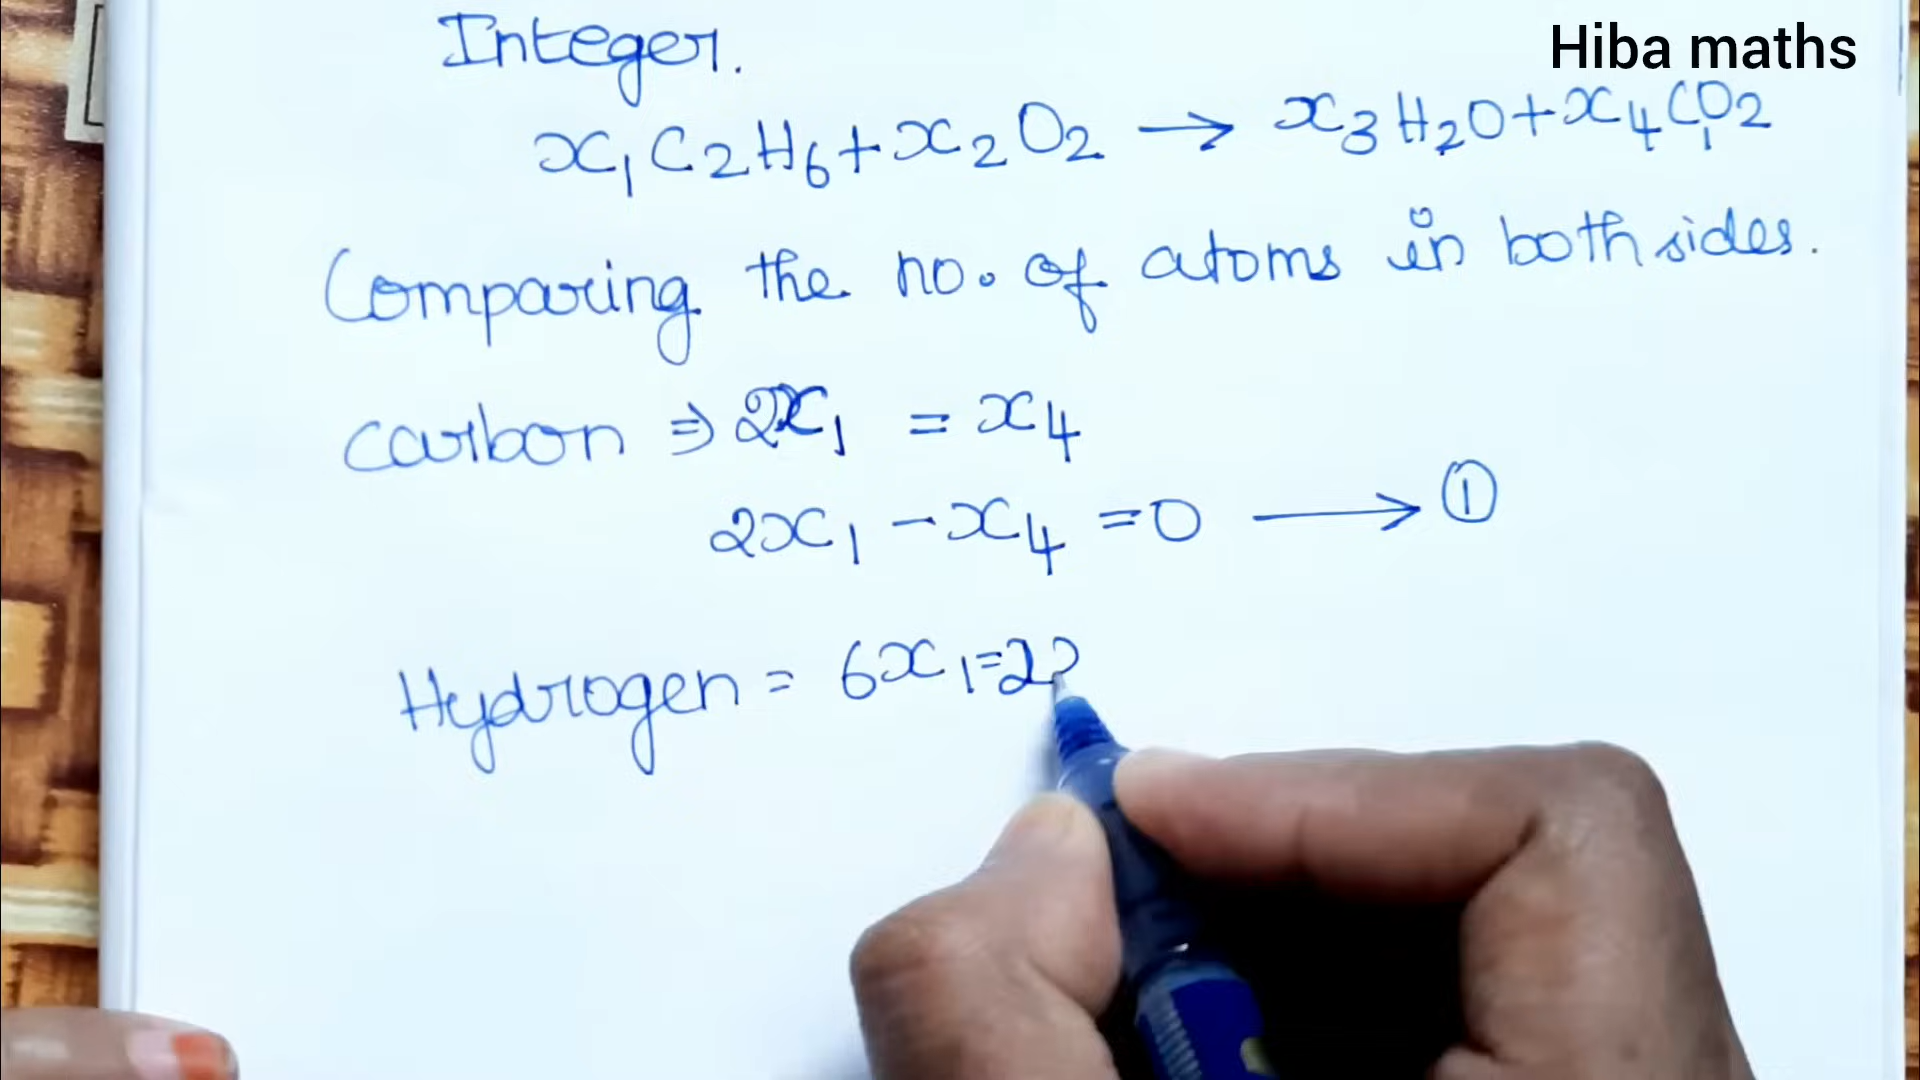 Hiba maths
Integer.
x₁C₂H₆+x₂O₂ → x₃H₂O+x₄C₁O₂
Comparing the no. of atoms in both sides.
carbon ⇒ 2x₁ = x₄
2x₁ - x₄ = 0 ⟶ ①
Hydrogen = 6x₁=2